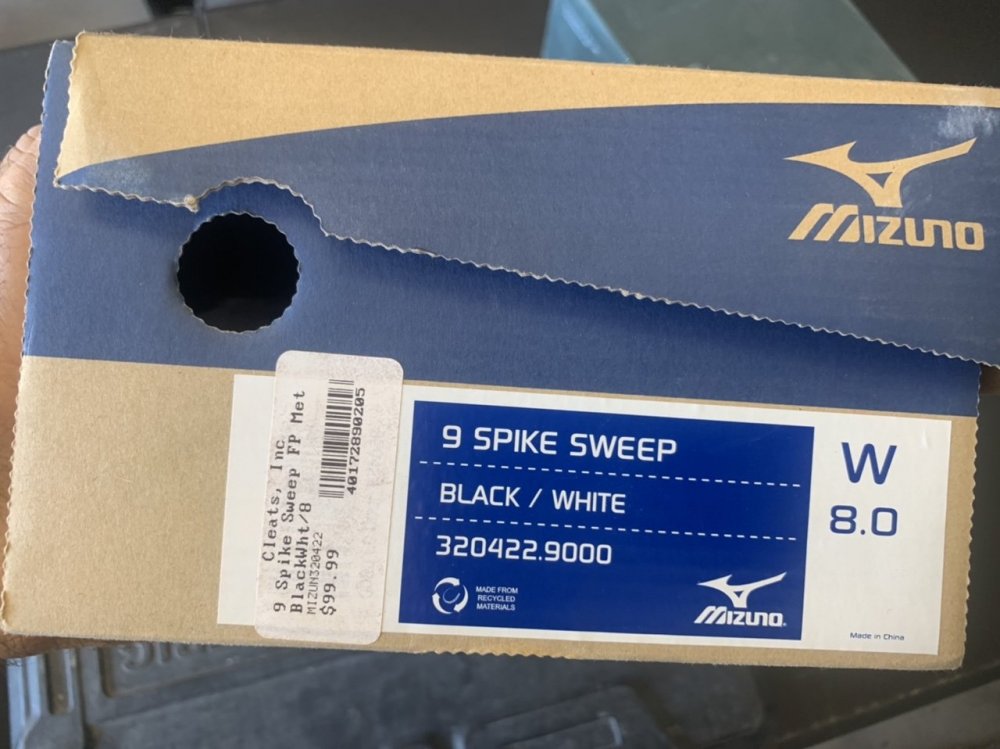 MIZUNO
Cleats, Inc
9 Spike Sweep FP Met
BlackWht/8
MIZUN320422
$99.99
40172890205
9 SPIKE SWEEP
BLACK / WHITE
320422.9000
MADE FROM
RECYCLED
MATERIALS
MIZUNO
W
8.0
Made in China